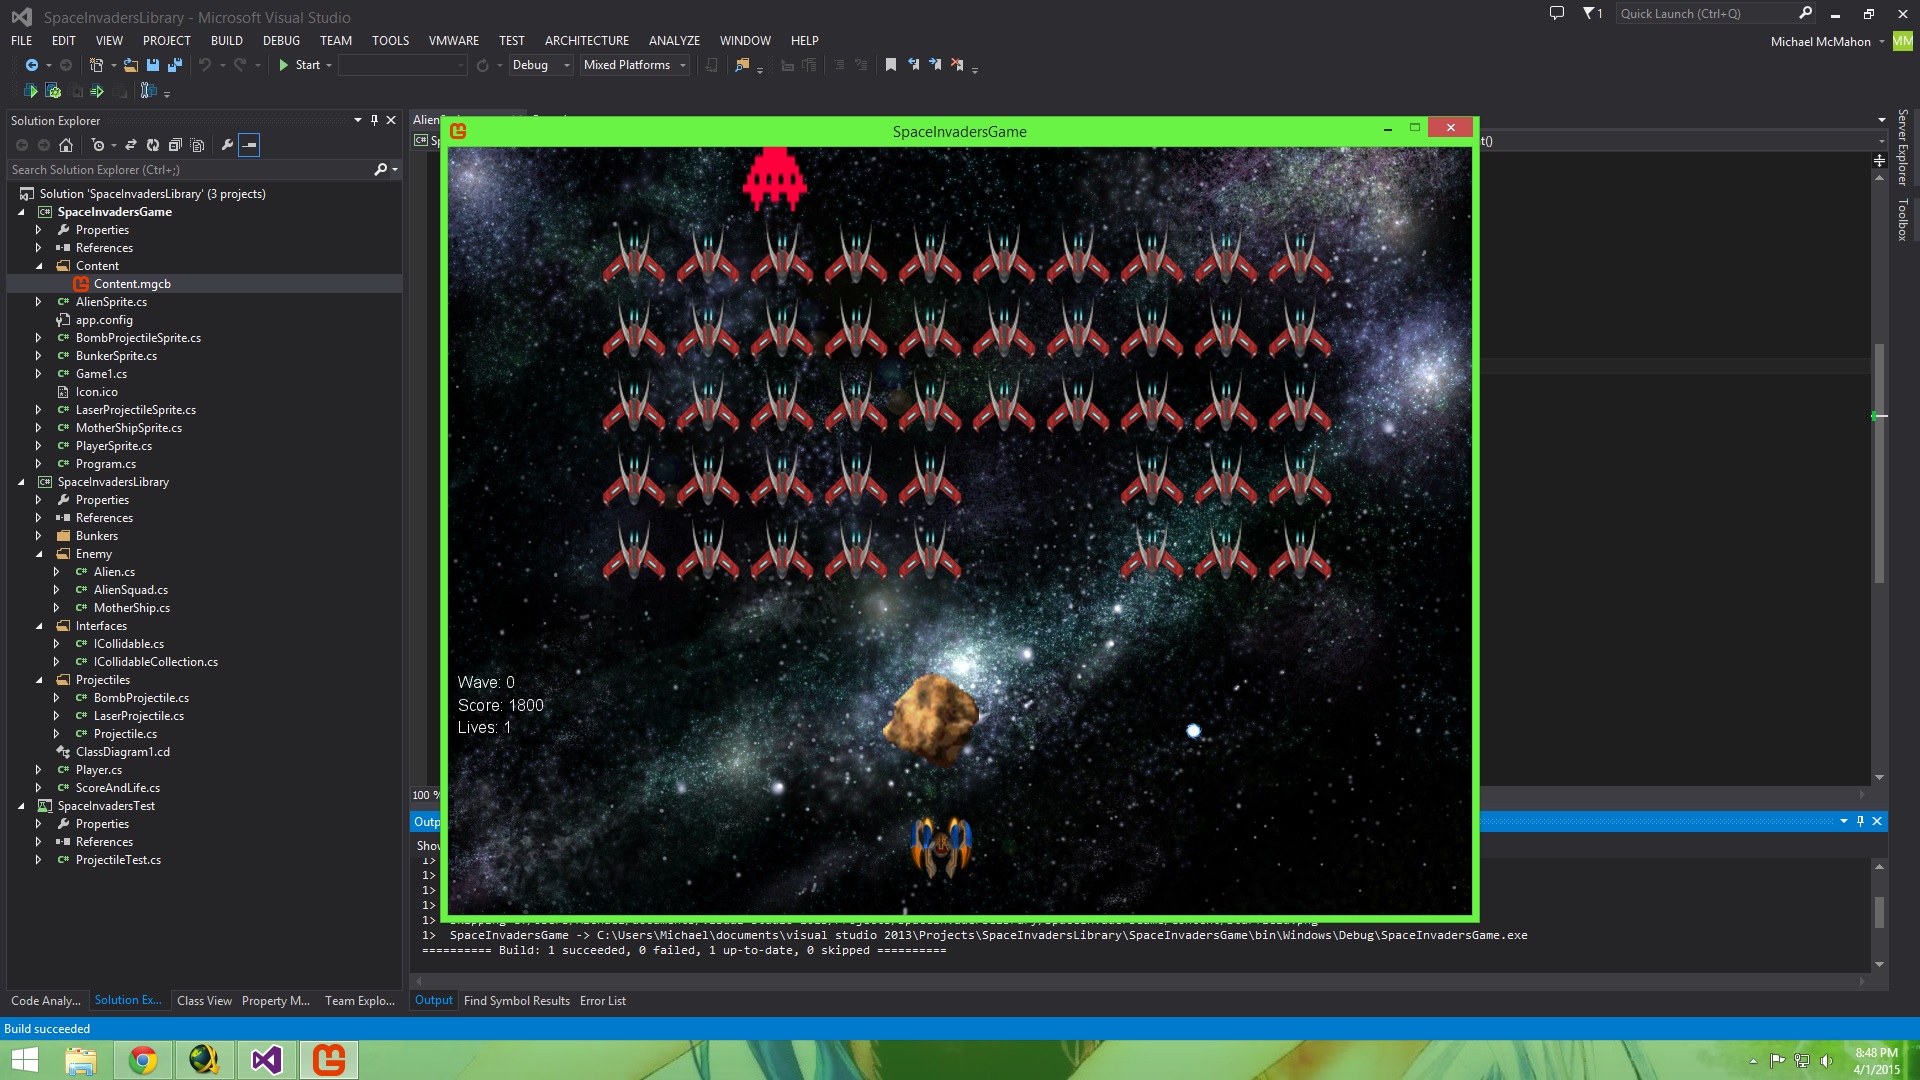 SpaceInvadersLibrary - Microsoft Visual Studio
1
Quick Launch (Ctrl+Q)
FILE EDIT VIEW PROJECT BUILD DEBUG TEAM TOOLS VMWARE TEST ARCHITECTURE ANALYZE WINDOW HELP
Michael McMahon MM
Start Debug Mixed Platforms
Solution Explorer
Search Solution Explorer (Ctrl+;)
Solution 'SpaceInvadersLibrary' (3 projects)
SpaceInvadersGame
Properties
References
Content
Content.mgcb
AlienSprite.cs
app.config
BombProjectileSprite.cs
BunkerSprite.cs
Game1.cs
Icon.ico
LaserProjectileSprite.cs
MotherShipSprite.cs
PlayerSprite.cs
Program.cs
SpaceInvadersLibrary
Properties
References
Bunkers
Enemy
Alien.cs
AlienSquad.cs
MotherShip.cs
Interfaces
ICollidable.cs
ICollidableCollection.cs
Projectiles
BombProjectile.cs
LaserProjectile.cs
Projectile.cs
ClassDiagram1.cd
Player.cs
ScoreAndLife.cs
SpaceInvadersTest
Properties
References
ProjectileTest.cs
Code Analy... Solution Ex... Class View Property M... Team Explo...
Alien
Sp
t()
SpaceInvadersGame
Wave: 0
Score: 1800
Lives: 1
Server Explorer
Toolbox
100 %
Outp
Show
1>
1>
1>
1>
1>
1> SpaceInvadersGame -> C:\Users\Michael\documents\visual studio 2013\Projects\SpaceInvadersLibrary\SpaceInvadersGame\bin\Windows\Debug\SpaceInvadersGame.exe
========== Build: 1 succeeded, 0 failed, 1 up-to-date, 0 skipped ==========
Output Find Symbol Results Error List
Build succeeded
8:48 PM
4/1/2015